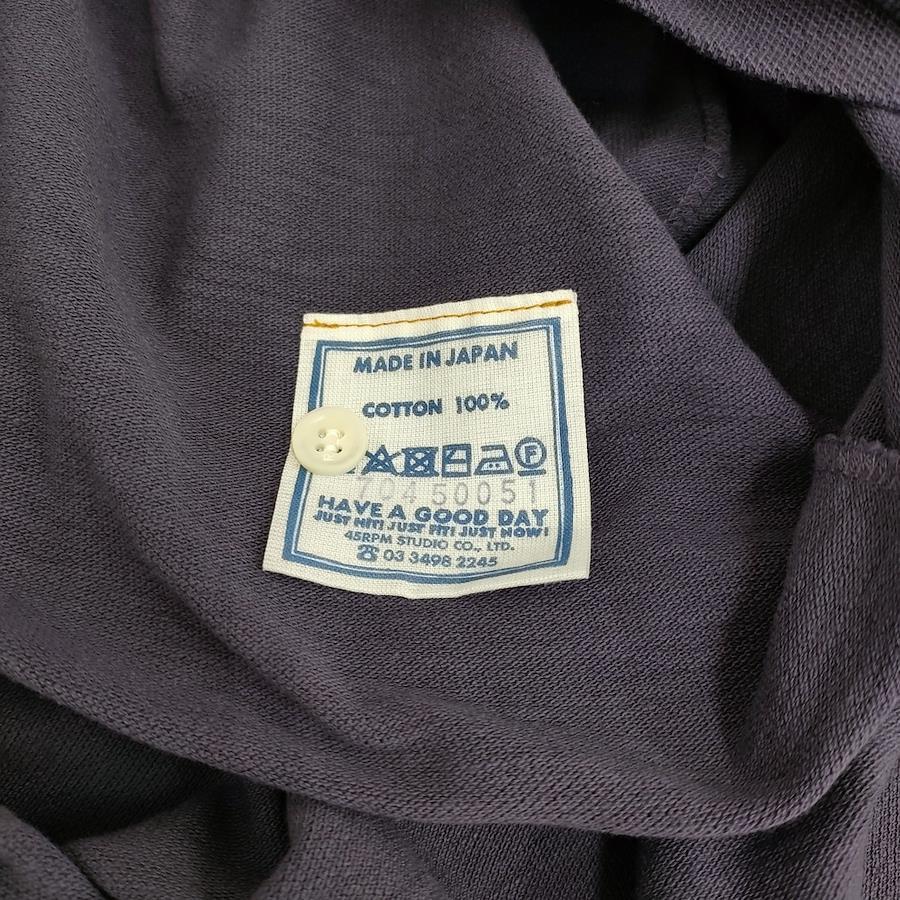 MADE IN JAPAN
COTTON 100%
F
70450051
HAVE A GOOD DAY
JUST HIT! JUST FIT! JUST NOW!
45RPM STUDIO CO., LTD.
☎ 03 3498 2245